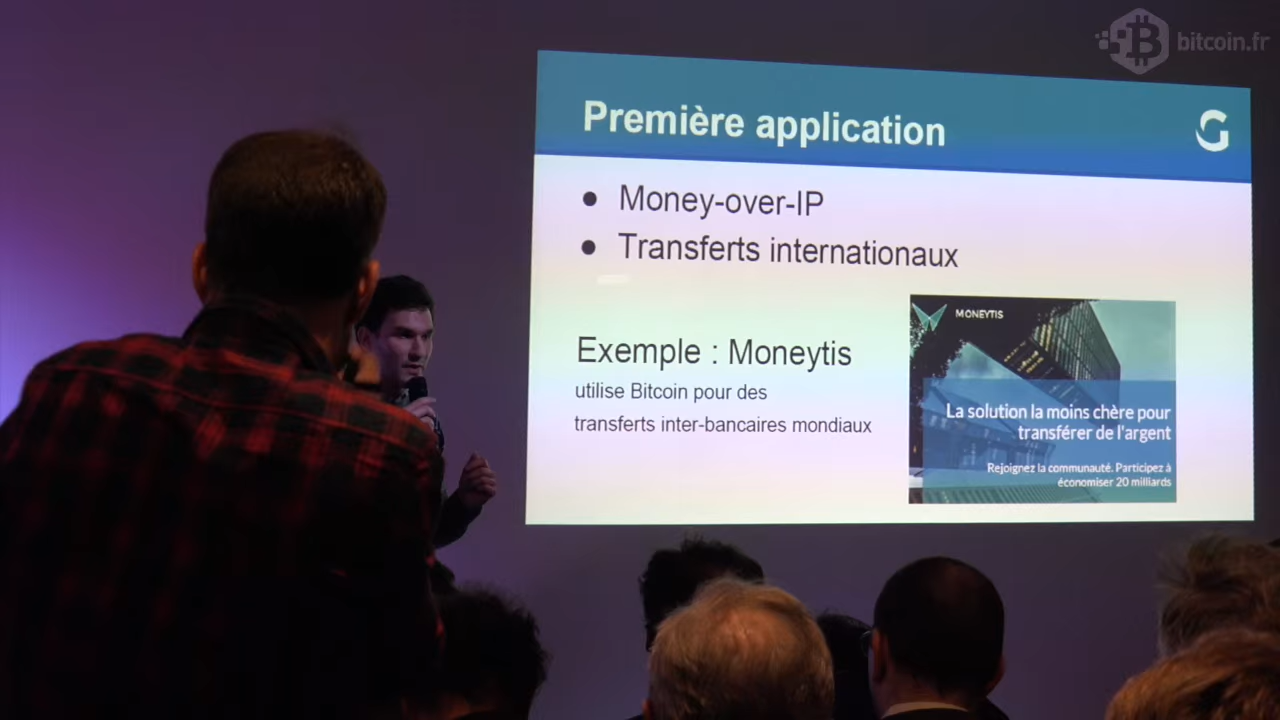 bitcoin.fr
Première application
G
• Money-over-IP
• Transferts internationaux
MONEYTIS
Exemple : Moneytis
utilise Bitcoin pour des
transferts inter-bancaires mondiaux
La solution la moins chère pour
transférer de l'argent
Rejoignez la communauté. Participez à
économiser 20 milliards